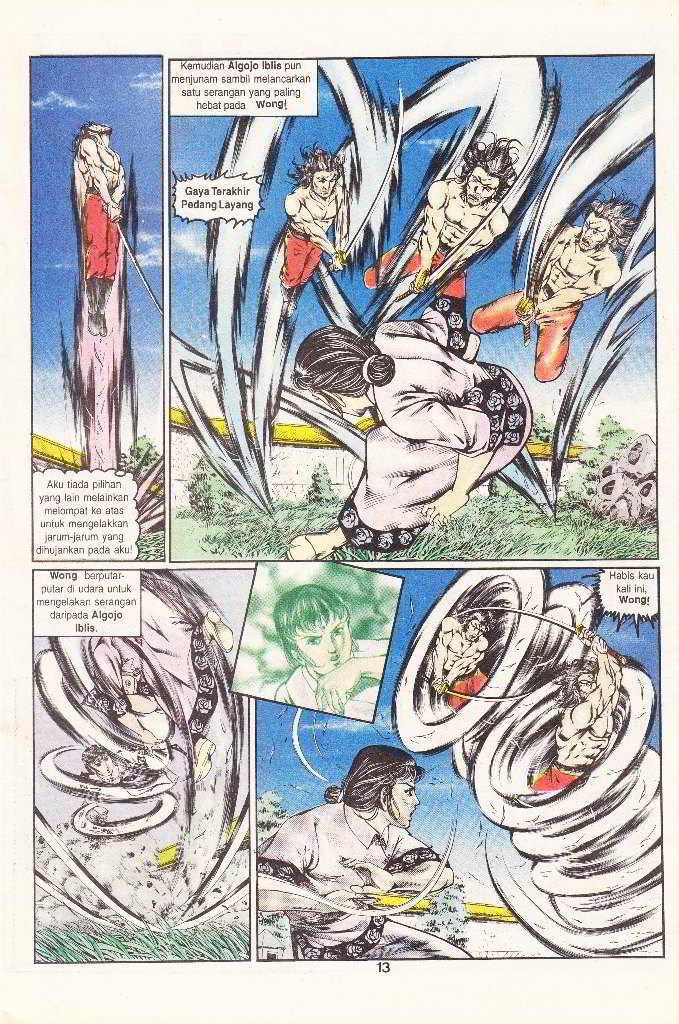 Aku tiada pilihan
yang lain melainkan
melompat ke atas
untuk mengelakkan
jarum-jarum yang
dihujankan pada aku!
Kemudian Algojo Iblis pun
menjunam sambil melancarkan
satu serangan yang paling
hebat pada Wong!
Gaya Terakhir
Pedang Layang
Wong berputar-
putar di udara untuk
mengelakan serangan
daripada Algojo
Iblis.
Habis kau
kali ini,
Wong!
13